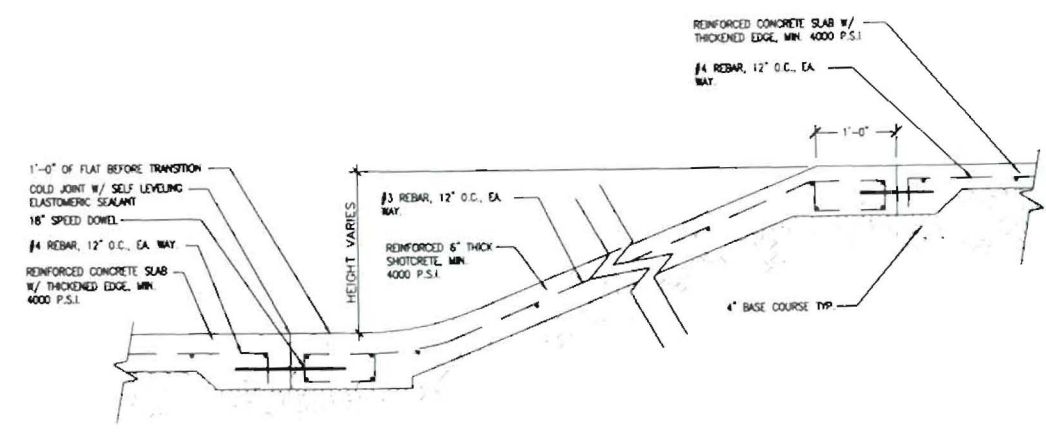 REINFORCED CONCRETE SLAB W/
THICKENED EDGE, MIN. 4000 P.S.I.
#4 REBAR, 12" O.C., EA.
WAY.
1'-0"
1'-0" OF FLAT BEFORE TRANSITION
COLD JOINT W/ SELF LEVELING
ELASTOMERIC SEALANT
18" SPEED DOWEL
#4 REBAR, 12" O.C., EA. WAY.
REINFORCED CONCRETE SLAB
W/ THICKENED EDGE, MIN.
4000 P.S.I.
HEIGHT VARIES
#3 REBAR, 12" O.C., EA.
WAY.
REINFORCED 6" THICK
SHOTCRETE, MIN.
4000 P.S.I.
4" BASE COURSE TYP.